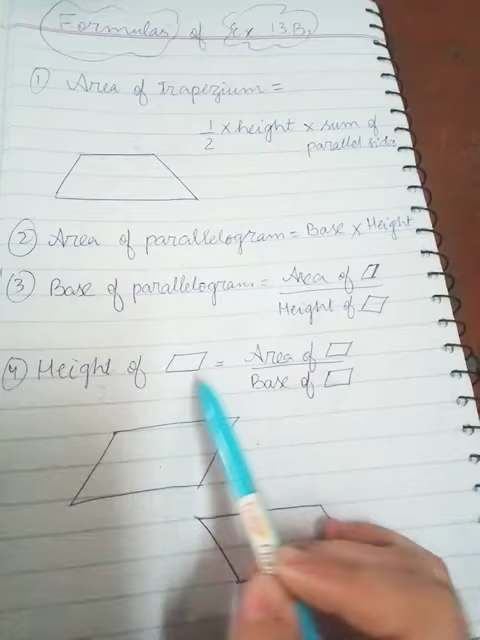 Formulas of Ex 13 B.
1 Area of trapezium =
1/2 x height x sum of
parallel sides
2 Area of parallelogram = Base x Height
3 Base of parallelogram = Area of ▱
Height of ▱
4 Height of ▱ = Area of ▱
Base of ▱